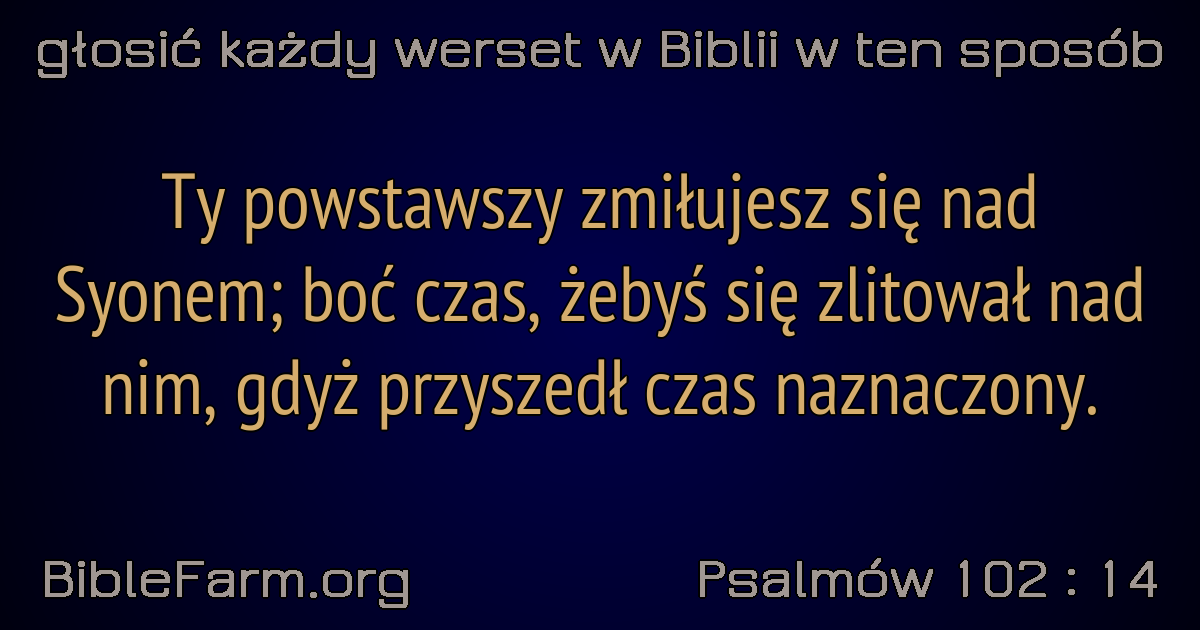 głosić każdy werset w Biblii w ten sposób
Ty powstawszy zmiłujesz się nad
Syonem; boć czas, żebyś się zlitował nad
nim, gdyż przyszedł czas naznaczony.
BibleFarm.org
Psalmów 102 : 14